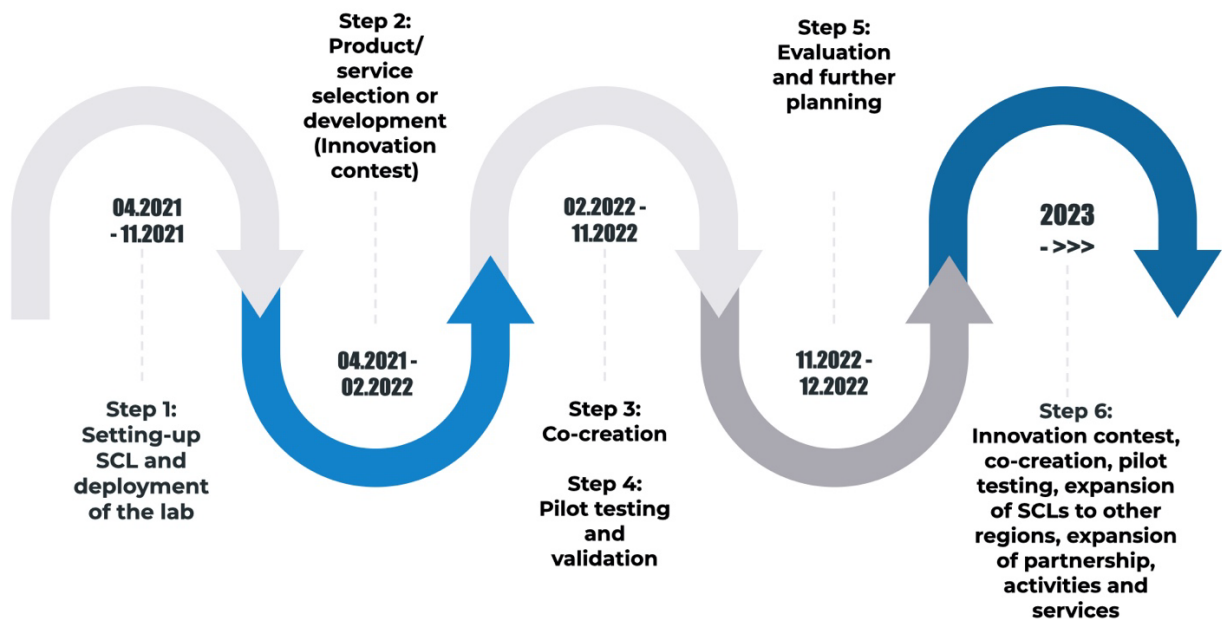 Step 1:
Setting-up
SCL and
deployment
of the lab
04.2021
- 11.2021
Step 2:
Product/
service
selection or
development
(Innovation
contest)
04.2021 -
02.2022
02.2022 -
11.2022
Step 3:
Co-creation
Step 4:
Pilot testing
and
validation
Step 5:
Evaluation
and further
planning
11.2022 -
12.2022
2023
- >>>
Step 6:
Innovation contest,
co-creation, pilot
testing, expansion
of SCLs to other
regions, expansion
of partnership,
activities and
services